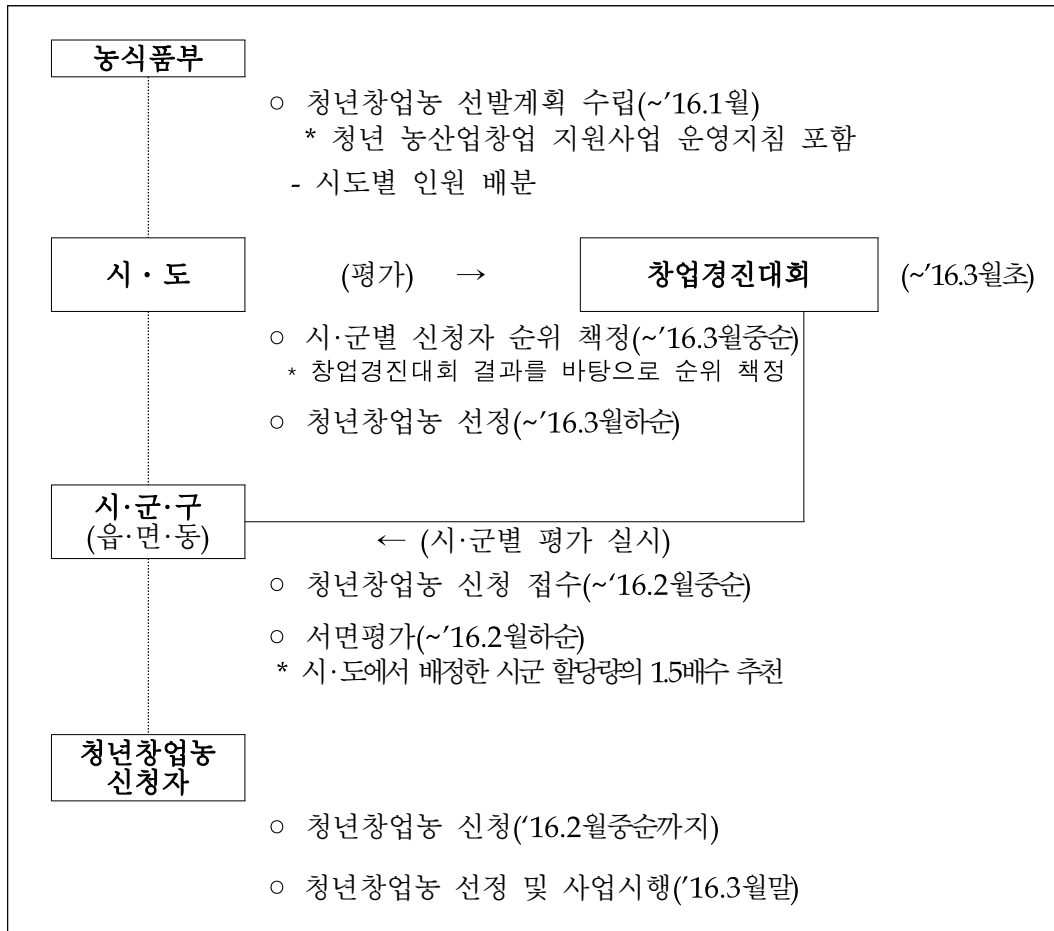 농식품부
○ 청년창업농 선발계획 수립(~’16.1월)
* 청년 농산업창업 지원사업 운영지침 포함
- 시도별 인원 배분
시·도 (평가) → 창업경진대회 (~’16.3월초)
○ 시·군별 신청자 순위 책정(~’16.3월중순)
* 창업경진대회 결과를 바탕으로 순위 책정
○ 청년창업농 선정(~’16.3월하순)
시·군·구
(읍·면·동)
← (시·군별 평가 실시)
○ 청년창업농 신청 접수(~‘16.2월중순)
○ 서면평가(~’16.2월하순)
* 시·도에서 배정한 시군 할당량의 1.5배수 추천
청년창업농
신청자
○ 청년창업농 신청(‘16.2월중순까지)
○ 청년창업농 선정 및 사업시행(’16.3월말)